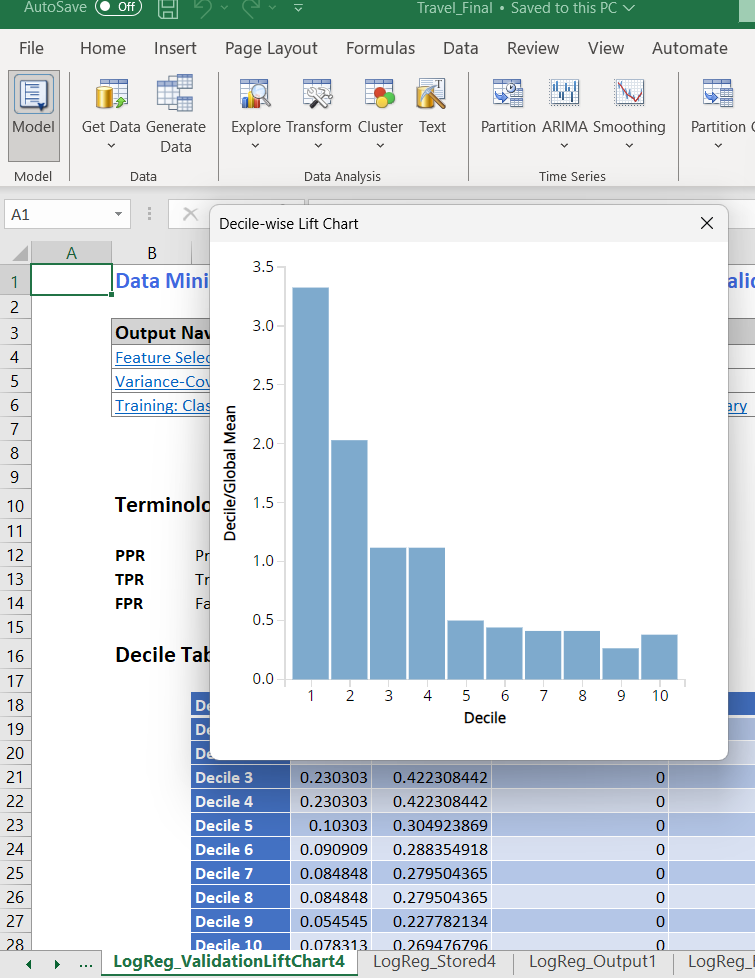 AutoSave Off Travel_Final • Saved to this PC
File Home Insert Page Layout Formulas Data Review View Automate
Model Get Data Generate Data Explore Transform Cluster Text Partition ARIMA Smoothing Partition
Model Data Data Analysis Time Series
A1
Decile-wise Lift Chart
A B
3.5
3.0
2.5
2.0
1.5
1.0
0.5
0.0
Decile/Global Mean
1 2 3 4 5 6 7 8 9 10
Decile
1 Data Mini
2
3 Output Nav
4 Feature Selec
5 Variance-Cov
6 Training: Clas ary
7
8
9
10 Terminolo
11
12 PPR Pr
13 TPR Tr
14 FPR Fa
15
16 Decile Tab
17
18 De
19 De
20 De
21 Decile 3 0.230303 0.422308442 0
22 Decile 4 0.230303 0.422308442 0
23 Decile 5 0.10303 0.304923869 0
24 Decile 6 0.090909 0.288354918 0
25 Decile 7 0.084848 0.279504365 0
26 Decile 8 0.084848 0.279504365 0
27 Decile 9 0.054545 0.227782134 0
28 Decile 10 0.078313 0.269476796 0
... LogReg_ValidationLiftChart4 LogReg_Stored4 LogReg_Output1 LogReg_